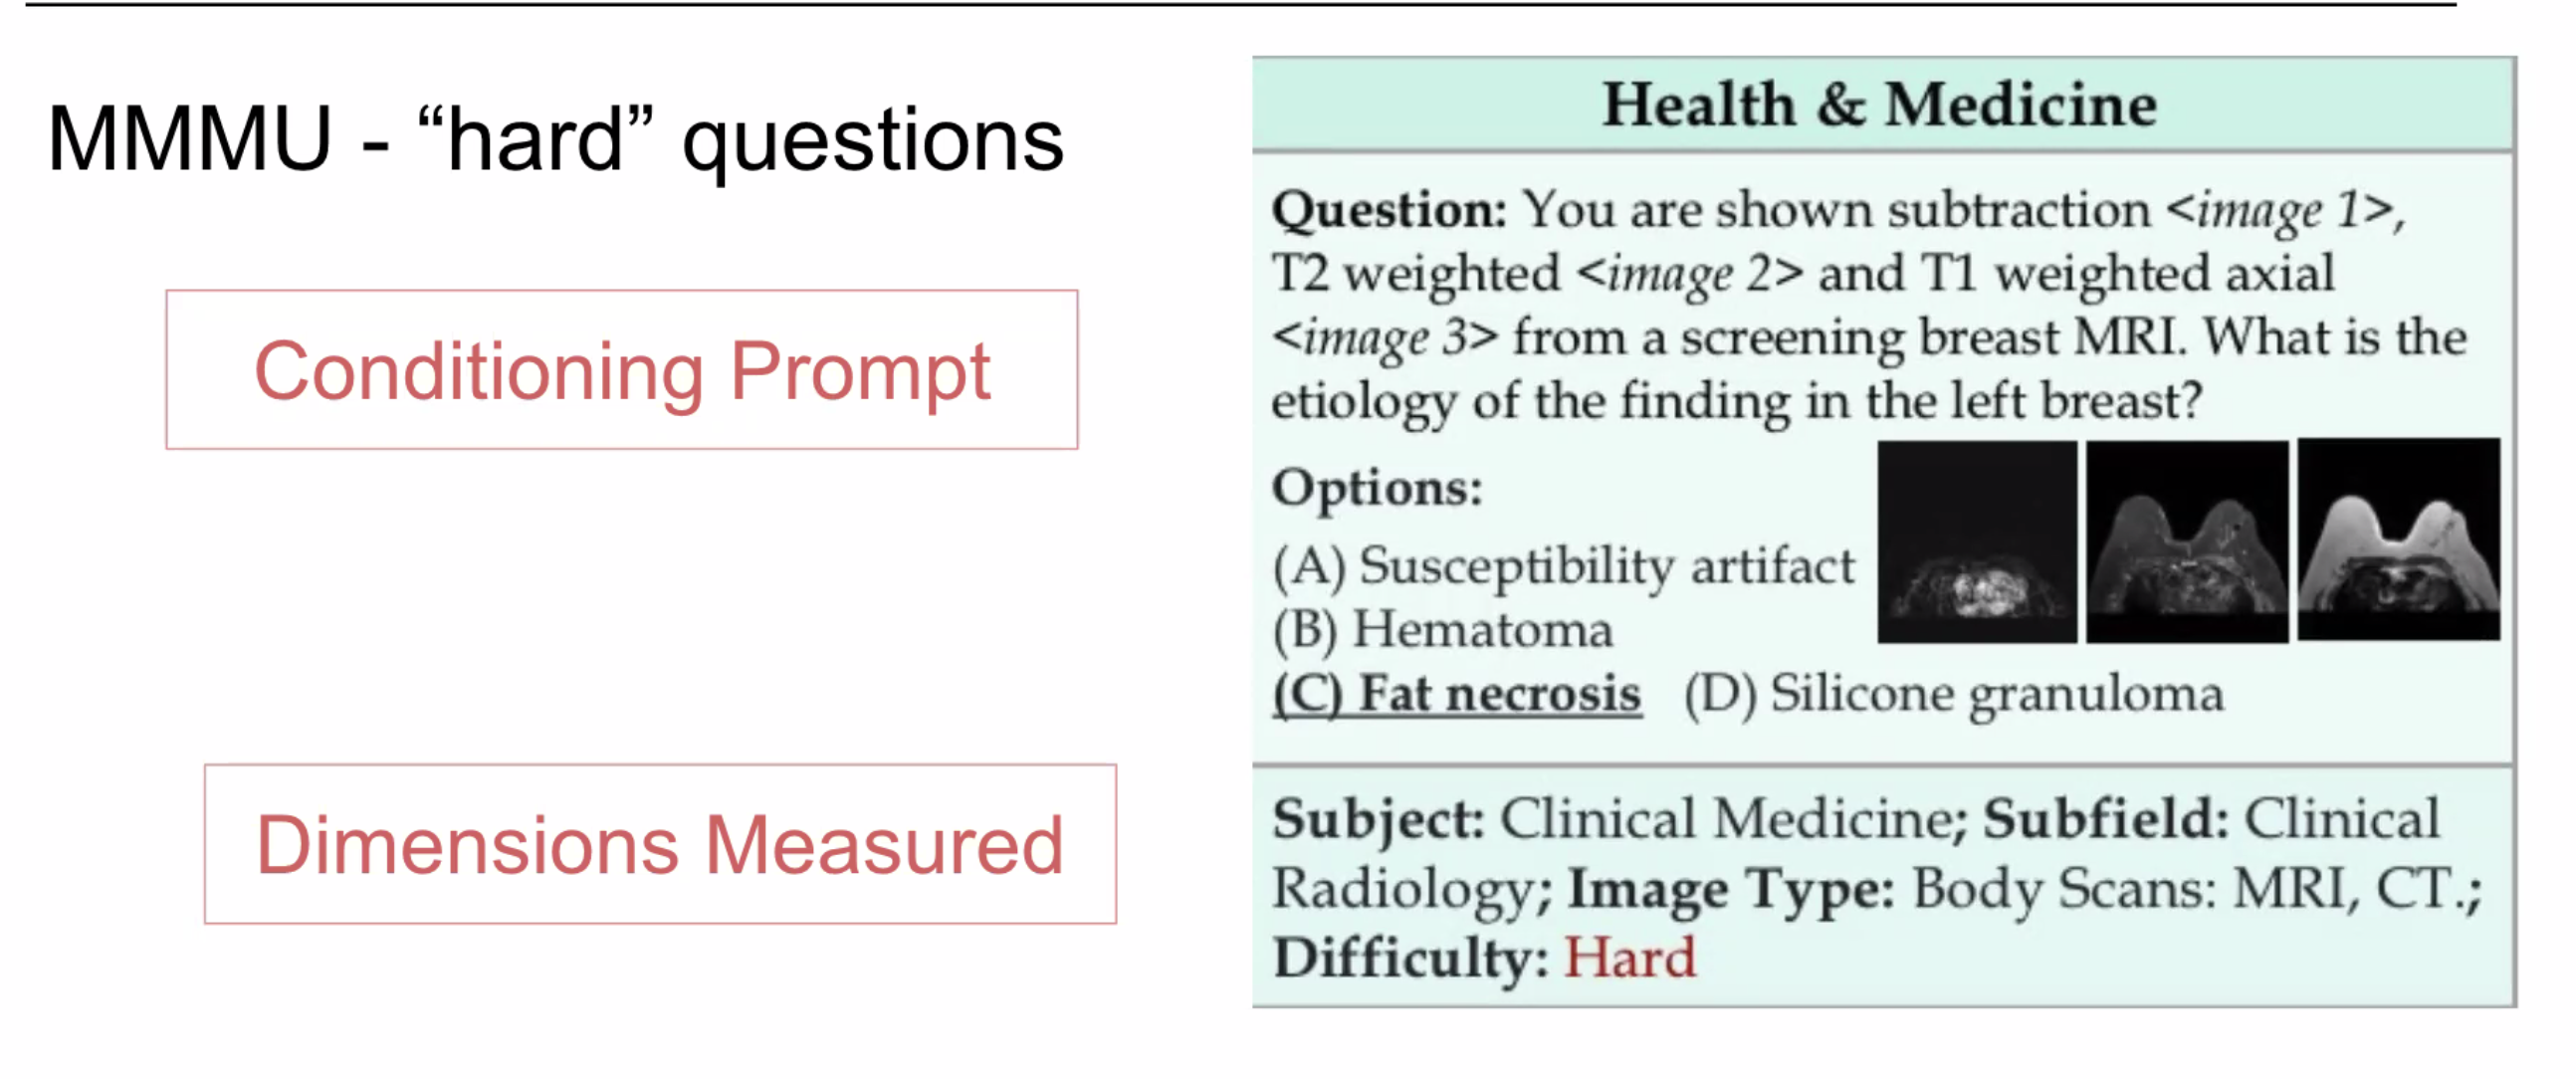 MMMU - “hard” questions
Conditioning Prompt
Dimensions Measured
Health & Medicine
Question: You are shown subtraction <image 1>,
T2 weighted <image 2> and T1 weighted axial
<image 3> from a screening breast MRI. What is the
etiology of the finding in the left breast?
Options:
(A) Susceptibility artifact
(B) Hematoma
(C) Fat necrosis (D) Silicone granuloma
Subject: Clinical Medicine; Subfield: Clinical
Radiology; Image Type: Body Scans: MRI, CT.;
Difficulty: Hard